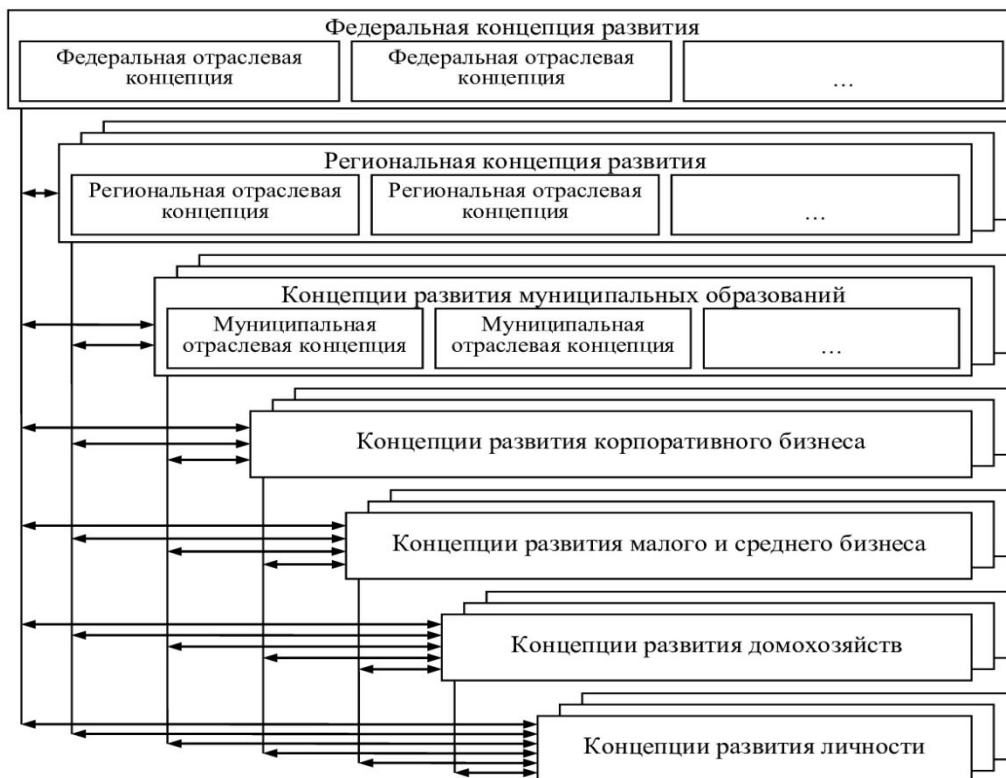 Федеральная концепция развития
Федеральная отраслевая
концепция
Федеральная отраслевая
концепция
...
Региональная концепция развития
Региональная отраслевая
концепция
Региональная отраслевая
концепция
...
Концепции развития муниципальных образований
Муниципальная
отраслевая концепция
Муниципальная
отраслевая концепция
...
Концепции развития корпоративного бизнеса
Концепции развития малого и среднего бизнеса
Концепции развития домохозяйств
Концепции развития личности